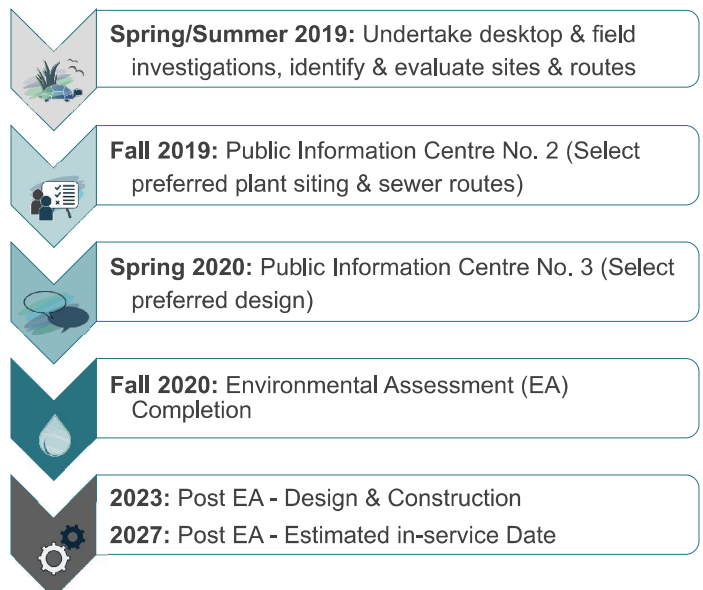 Spring/Summer 2019: Undertake desktop & field
investigations, identify & evaluate sites & routes
Fall 2019: Public Information Centre No. 2 (Select
preferred plant siting & sewer routes)
Spring 2020: Public Information Centre No. 3 (Select
preferred design)
Fall 2020: Environmental Assessment (EA)
Completion
2023: Post EA - Design & Construction
2027: Post EA - Estimated in-service Date